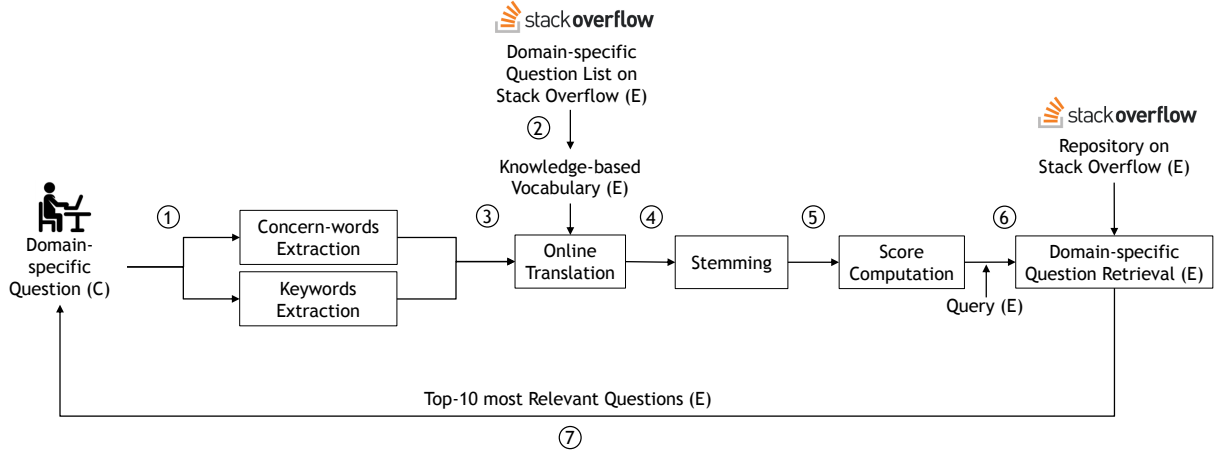 stackoverflow
Domain-specific
Question List on
Stack Overflow (E)
②
Knowledge-based
Vocabulary (E)
stackoverflow
Repository on
Stack Overflow (E)
Domain-
specific
Question (C)
①
Concern-words
Extraction
Keywords
Extraction
③
Online
Translation
④
Stemming
⑤
Score
Computation
⑥
Query (E)
Domain-specific
Question Retrieval (E)
Top-10 most Relevant Questions (E)
⑦